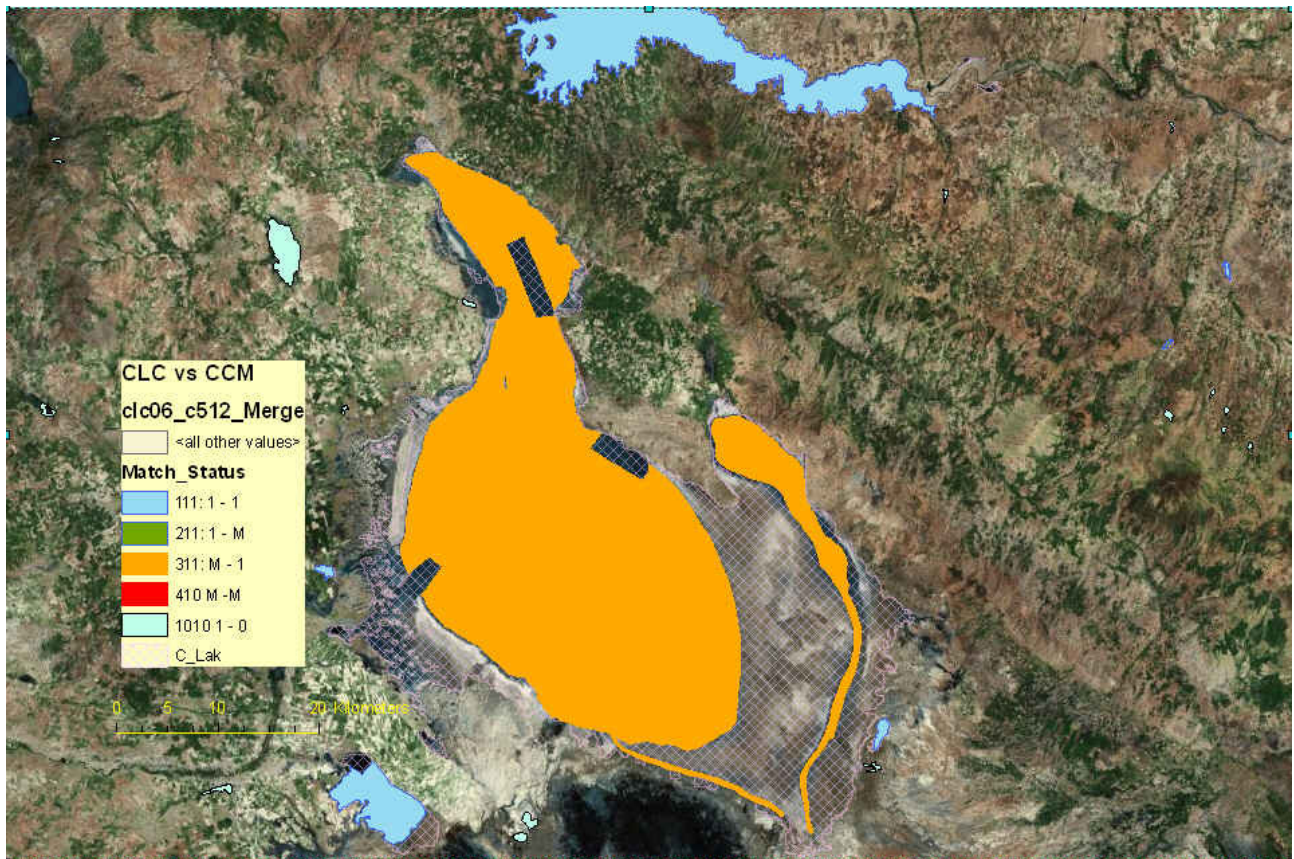 CLC vs CCM
clc06_c512_Merge
<all other values>
Match_Status
111: 1 - 1
211: 1 - M
311: M - 1
410 M -M
1010 1 - 0
C_Lak
0 5 10 20 Kilometers